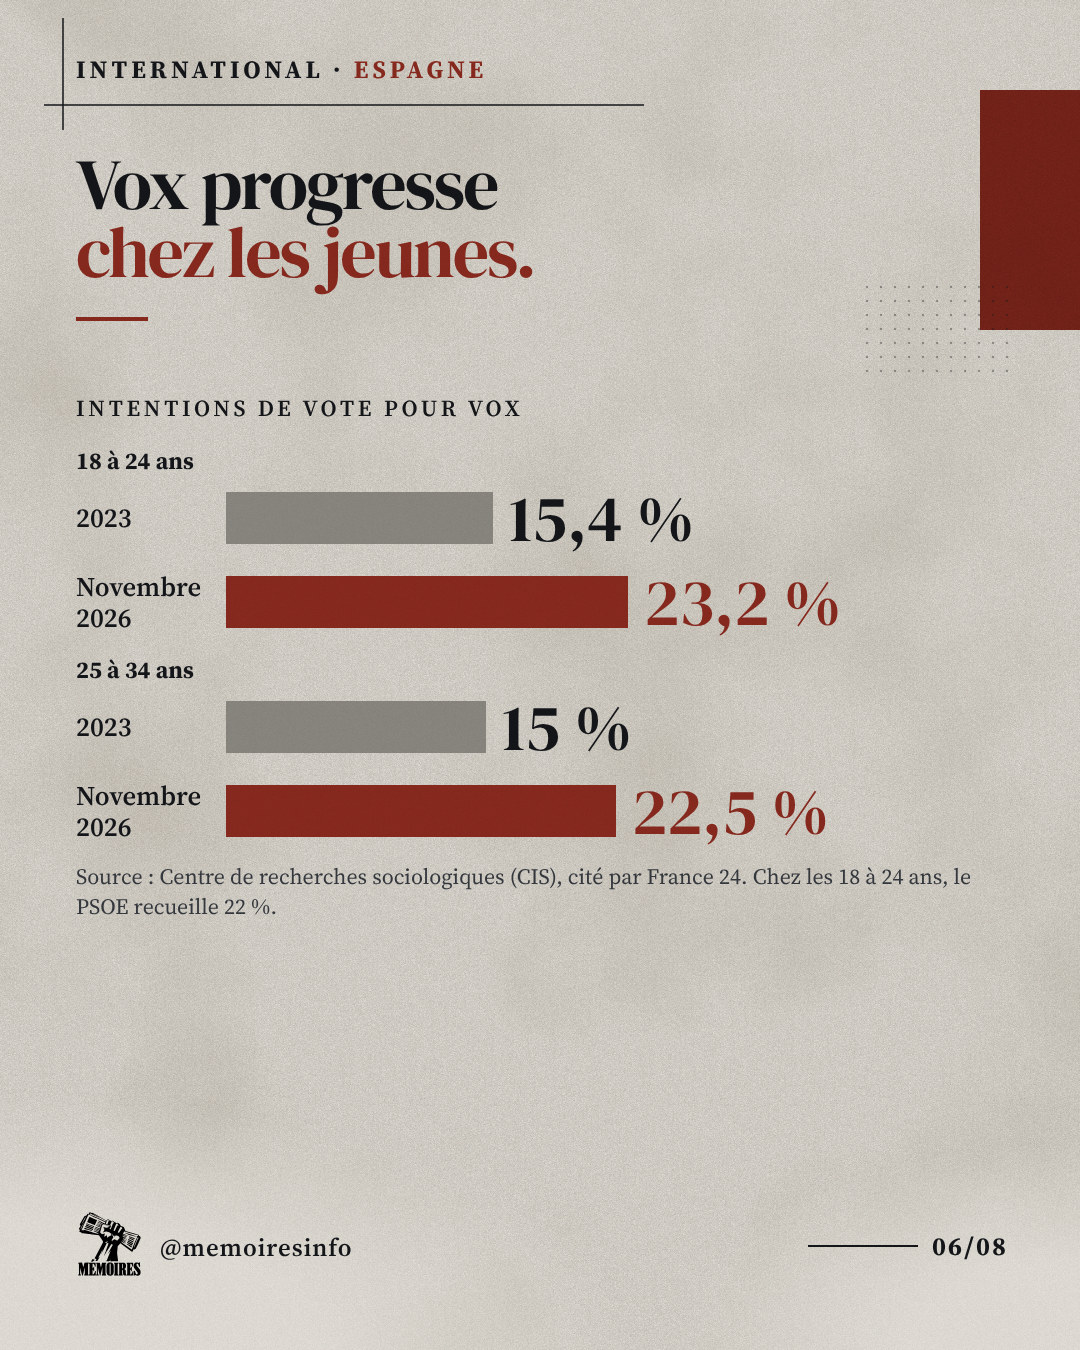 INTERNATIONAL · ESPAGNE
Vox progresse
chez les jeunes.
INTENTIONS DE VOTE POUR VOX
18 à 24 ans
2023
15,4 %
Novembre
2026
23,2 %
25 à 34 ans
2023
15 %
Novembre
2026
22,5 %
Source : Centre de recherches sociologiques (CIS), cité par France 24. Chez les 18 à 24 ans, le
PSOE recueille 22 %.
MÉMOIRES
@memoiresinfo
06/08